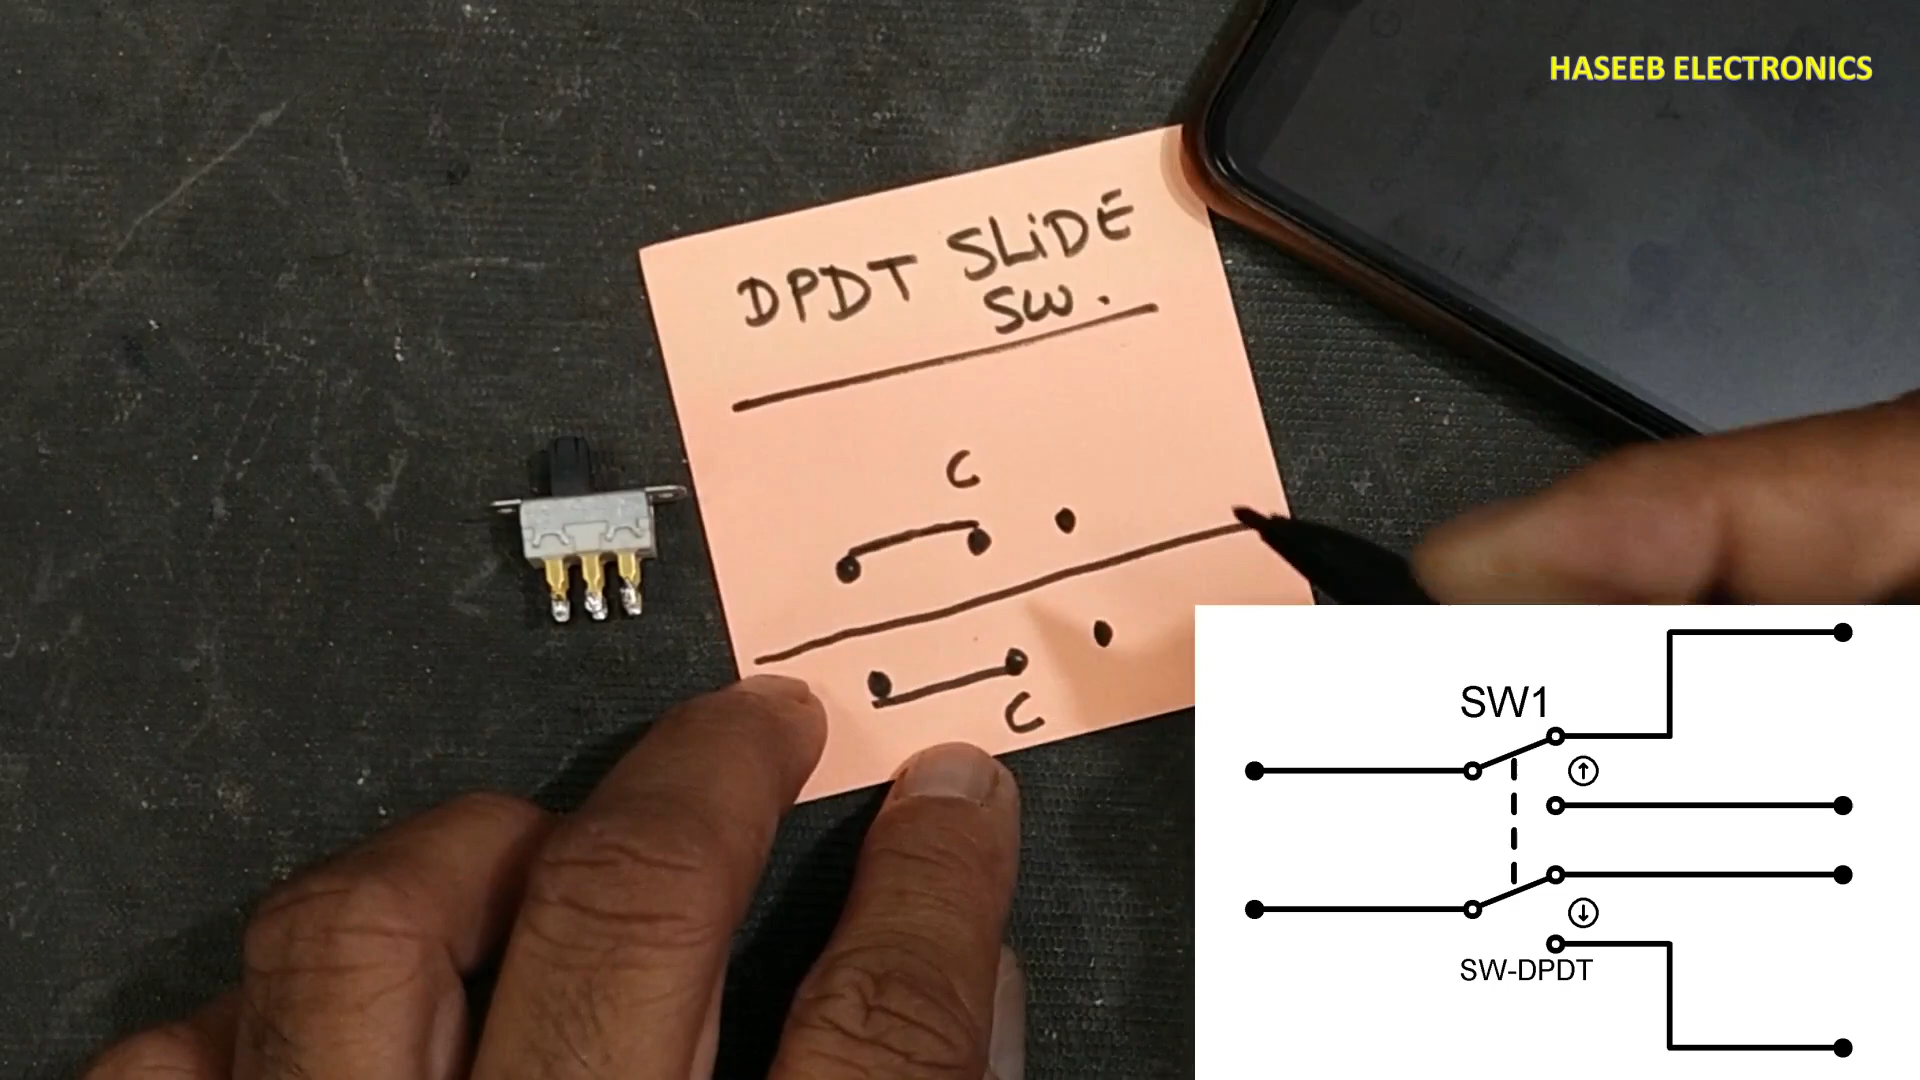 HASEEB ELECTRONICS
DPDT SLiDE
SW.
C
C
SW1
SW-DPDT